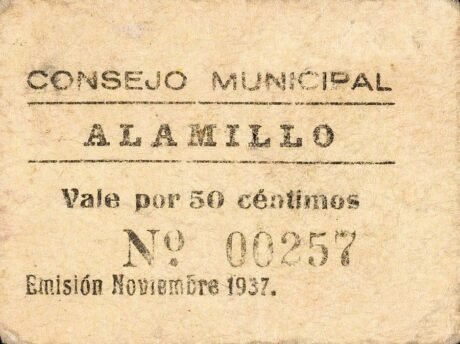 CONSEJO MUNICIPAL
ALAMILLO
Vale por 50 céntimos
Nº 00257
Emisión Noviembre 1937.